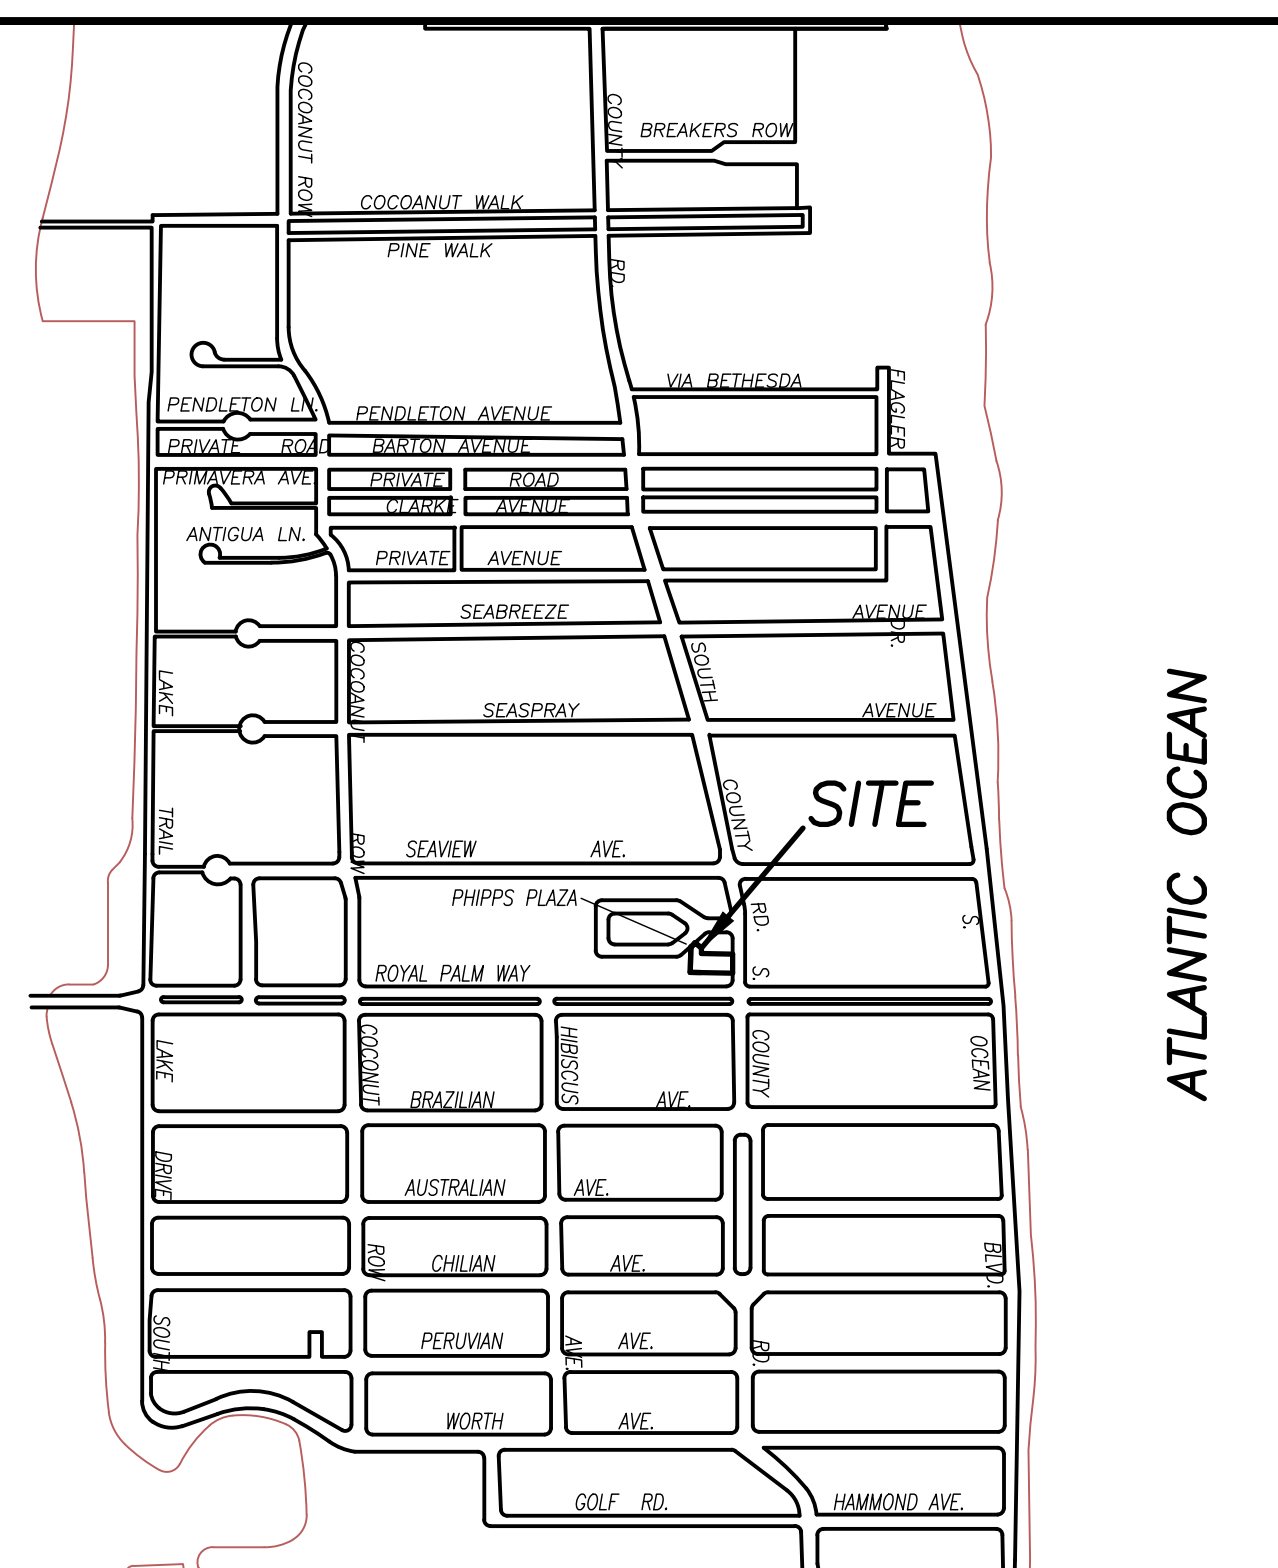 COCOANUT ROW
COUNTY
BREAKERS ROW
COCOANUT WALK
PINE WALK
RD.
VIA BETHESDA
FLAGLER
PENDLETON LN.
PENDLETON AVENUE
PRIVATE ROAD
BARTON AVENUE
PRIMAVERA AVE.
PRIVATE ROAD
CLARKE AVENUE
ANTIGUA LN.
PRIVATE AVENUE
SEABREEZE AVENUE
DR.
LAKE
COCOANUT
SOUTH
SEASPRAY AVENUE
ATLANTIC OCEAN
SITE
COUNTY
TRAIL
ROW
SEAVIEW AVE.
PHIPPS PLAZA
RD.
S.
ROYAL PALM WAY
S.
LAKE
COCONUT
HIBISCUS
COUNTY
OCEAN
BRAZILIAN AVE.
DRIVE
AUSTRALIAN AVE.
ROW
CHILIAN AVE.
BLVD.
SOUTH
PERUVIAN AVE.
AVE.
RD.
WORTH AVE.
GOLF RD.
HAMMOND AVE.